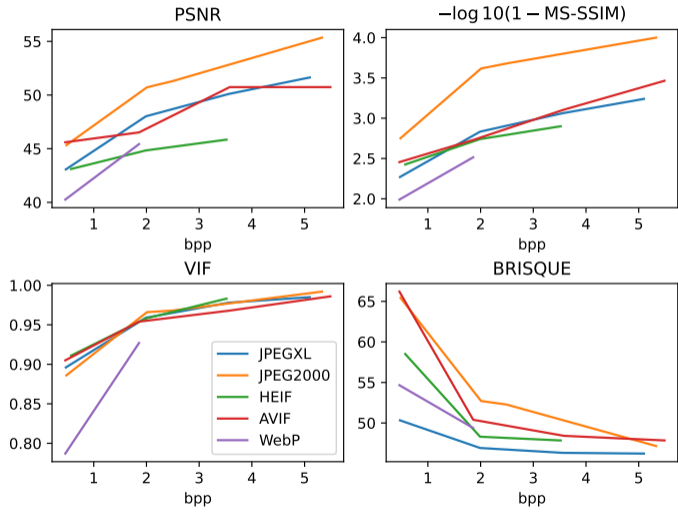 PSNR
55
50
45
40
1 2 3 4 5
bpp
−log 10(1 − MS-SSIM)
4.0
3.5
3.0
2.5
2.0
1 2 3 4 5
bpp
VIF
1.00
0.95
0.90
0.85
0.80
1 2 3 4 5
bpp
JPEGXL
JPEG2000
HEIF
AVIF
WebP
BRISQUE
65
60
55
50
1 2 3 4 5
bpp